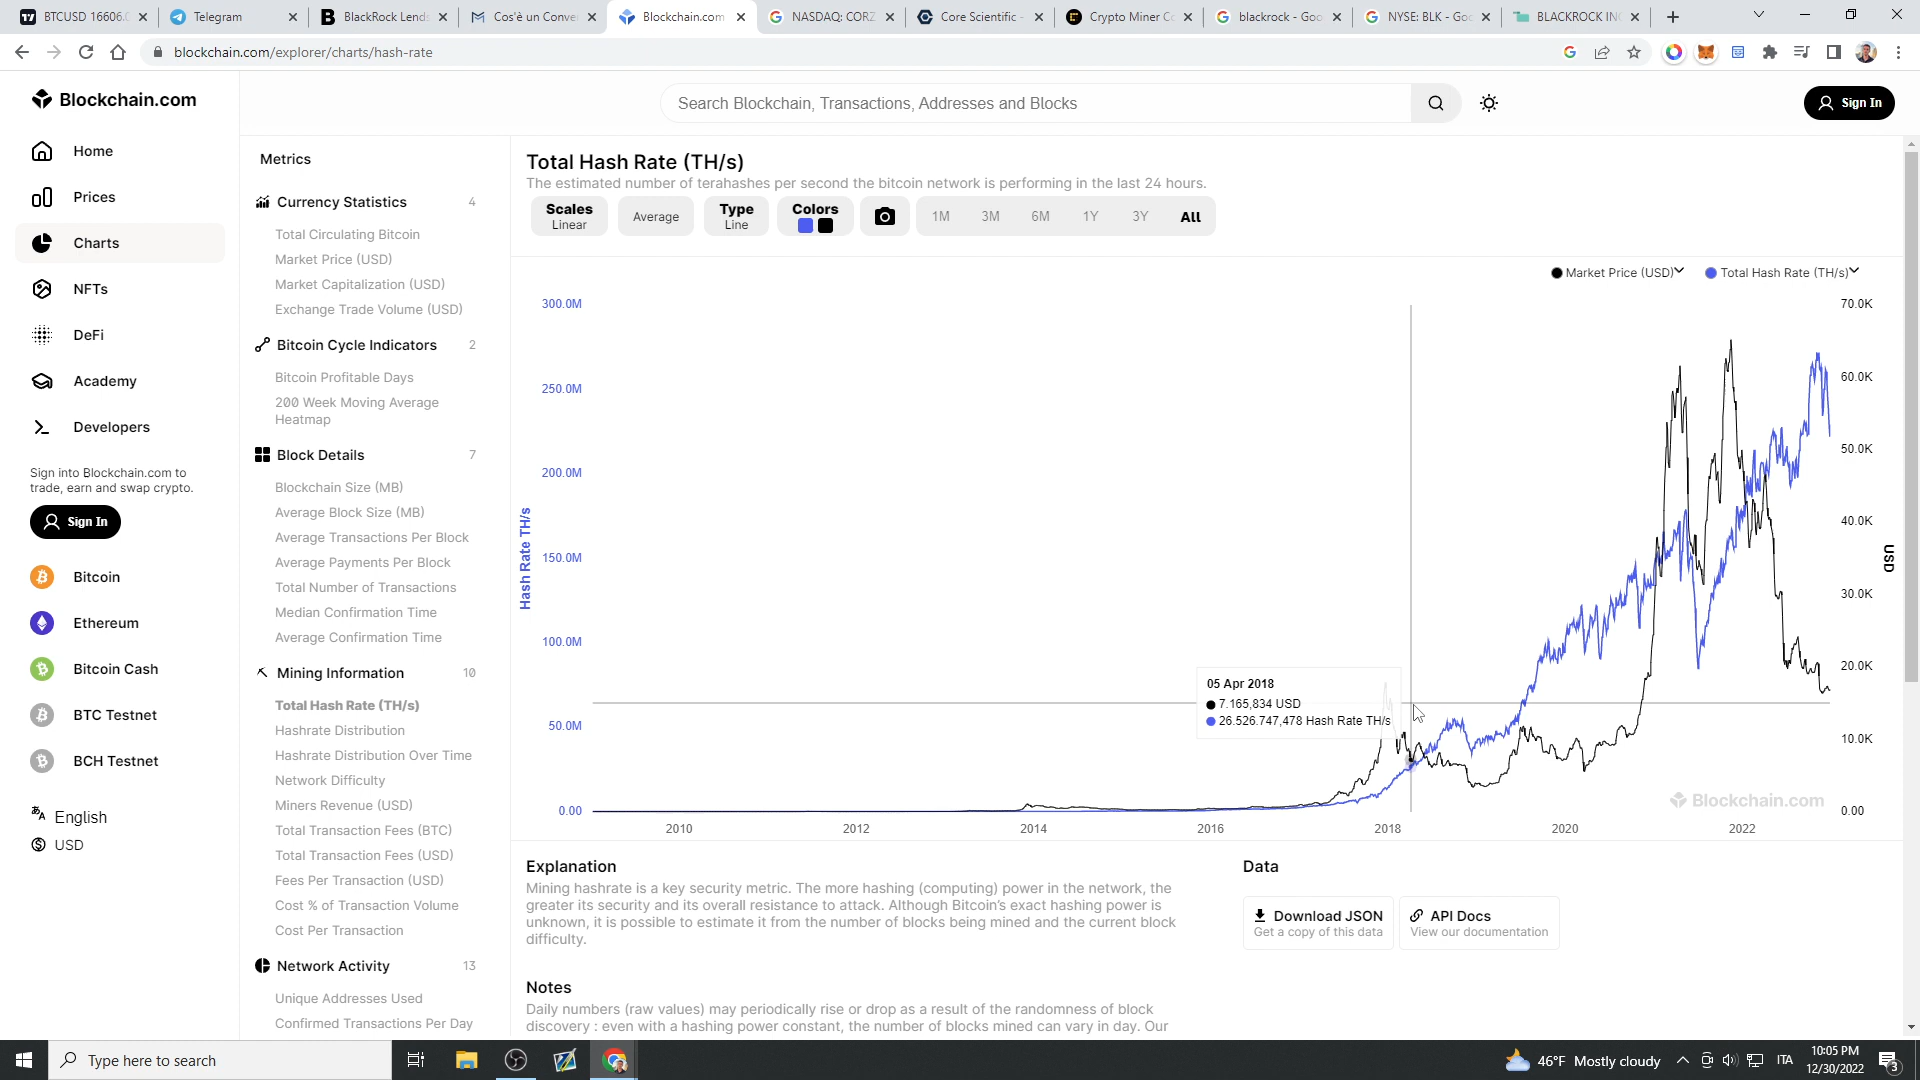 BTCUSD 16606.
Telegram
BlackRock Lend
Cos'è un Conve
Blockchain.com
NASDAQ: CORZ
Core Scientific -
Crypto Miner C
blackrock - Goo
NYSE: BLK - Goo
BLACKROCK IN
blockchain.com/explorer/charts/hash-rate
Blockchain.com
Search Blockchain, Transactions, Addresses and Blocks
Sign In
Home
Prices
Charts
NFTs
DeFi
Academy
Developers
Sign into Blockchain.com to
trade, earn and swap crypto.
Sign In
Bitcoin
Ethereum
Bitcoin Cash
BTC Testnet
BCH Testnet
English
USD
Metrics
Currency Statistics 4
Total Circulating Bitcoin
Market Price (USD)
Market Capitalization (USD)
Exchange Trade Volume (USD)
Bitcoin Cycle Indicators 2
Bitcoin Profitable Days
200 Week Moving Average
Heatmap
Block Details 7
Blockchain Size (MB)
Average Block Size (MB)
Average Transactions Per Block
Average Payments Per Block
Total Number of Transactions
Median Confirmation Time
Average Confirmation Time
Mining Information 10
Total Hash Rate (TH/s)
Hashrate Distribution
Hashrate Distribution Over Time
Network Difficulty
Miners Revenue (USD)
Total Transaction Fees (BTC)
Total Transaction Fees (USD)
Fees Per Transaction (USD)
Cost % of Transaction Volume
Cost Per Transaction
Network Activity 13
Unique Addresses Used
Confirmed Transactions Per Day
Total Hash Rate (TH/s)
The estimated number of terahashes per second the bitcoin network is performing in the last 24 hours.
Scales
Linear
Average
Type
Line
Colors
1M 3M 6M 1Y 3Y All
Market Price (USD) Total Hash Rate (TH/s)
300.0M
250.0M
200.0M
150.0M
100.0M
50.0M
0.00
Hash Rate TH/s
70.0K
60.0K
50.0K
40.0K
30.0K
20.0K
10.0K
0.00
USD
05 Apr 2018
7.165,834 USD
26.526.747,478 Hash Rate TH/s
Blockchain.com
2010 2012 2014 2016 2018 2020 2022
Explanation
Mining hashrate is a key security metric. The more hashing (computing) power in the network, the
greater its security and its overall resistance to attack. Although Bitcoin's exact hashing power is
unknown, it is possible to estimate it from the number of blocks being mined and the current block
difficulty.
Notes
Daily numbers (raw values) may periodically rise or drop as a result of the randomness of block
discovery : even with a hashing power constant, the number of blocks mined can vary in day. Our
Data
Download JSON
Get a copy of this data
API Docs
View our documentation
Type here to search
46°F Mostly cloudy
ITA
10:05 PM
12/30/2022
3